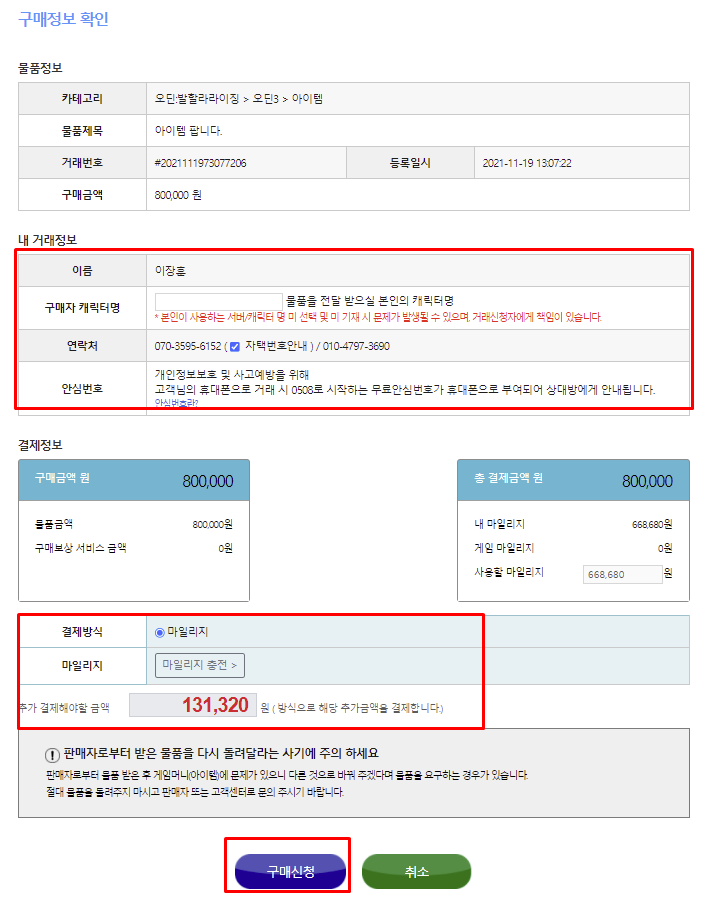 구매정보 확인
물품정보
카테고리 오딘:발할라라이징 > 오딘3 > 아이템
물품제목 아이템 팝니다.
거래번호 #2021111973077206 등록일시 2021-11-19 13:07:22
구매금액 800,000 원
내 거래정보
이름 이장흠
구매자 캐릭터명 물품을 전달 받으실 본인의 캐릭터명
* 본인이 사용하는 서버/캐릭터 명 미 선택 및 미 기재 시 문제가 발생될 수 있으며, 거래신청자에게 책임이 있습니다.
연락처 070-3595-6152 ( 자택번호안내 ) / 010-4797-3690
안심번호 개인정보보호 및 사고예방을 위해
고객님의 휴대폰으로 거래 시 0508로 시작하는 무료안심번호가 휴대폰으로 부여되어 상대방에게 안내됩니다.
안심번호란?
결제정보
구매금액 원 800,000
물품금액 800,000원
구매보상 서비스 금액 0원
총 결제금액 원 800,000
내 마일리지 668,680원
게임 마일리지 0원
사용할 마일리지 668,680 원
결제방식 마일리지
마일리지 마일리지 충전 >
추가 결제해야할 금액 131,320 원 ( 방식으로 해당 추가금액을 결제합니다.)
판매자로부터 받은 물품을 다시 돌려달라는 사기에 주의 하세요
판매자로부터 물품 받은 후 게임머니(아이템)에 문제가 있으니 다른 것으로 바꿔 주겠다며 물품을 요구하는 경우가 있습니다.
절대 물품을 돌려주지 마시고 판매자 또는 고객센터로 문의 주시기 바랍니다.
구매신청 취소